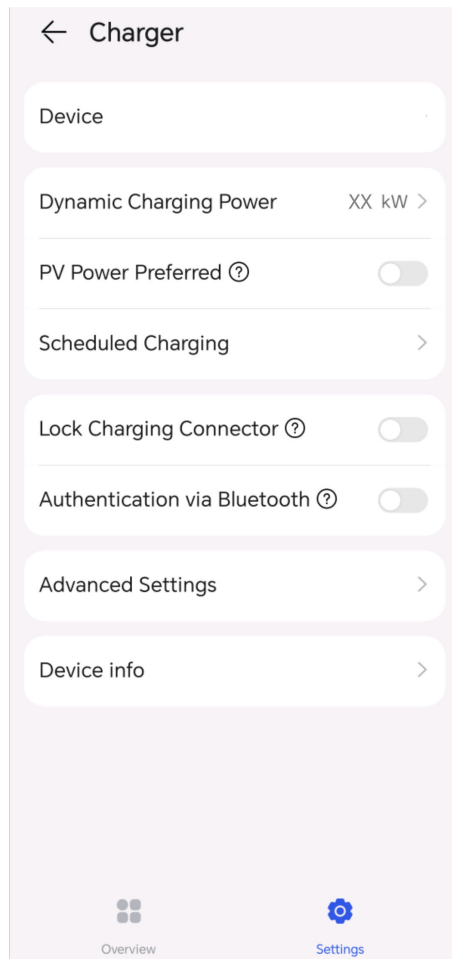 Charger
Device
Dynamic Charging Power XX kW
PV Power Preferred ?
Scheduled Charging
Lock Charging Connector ?
Authentication via Bluetooth ?
Advanced Settings
Device info
Overview Settings